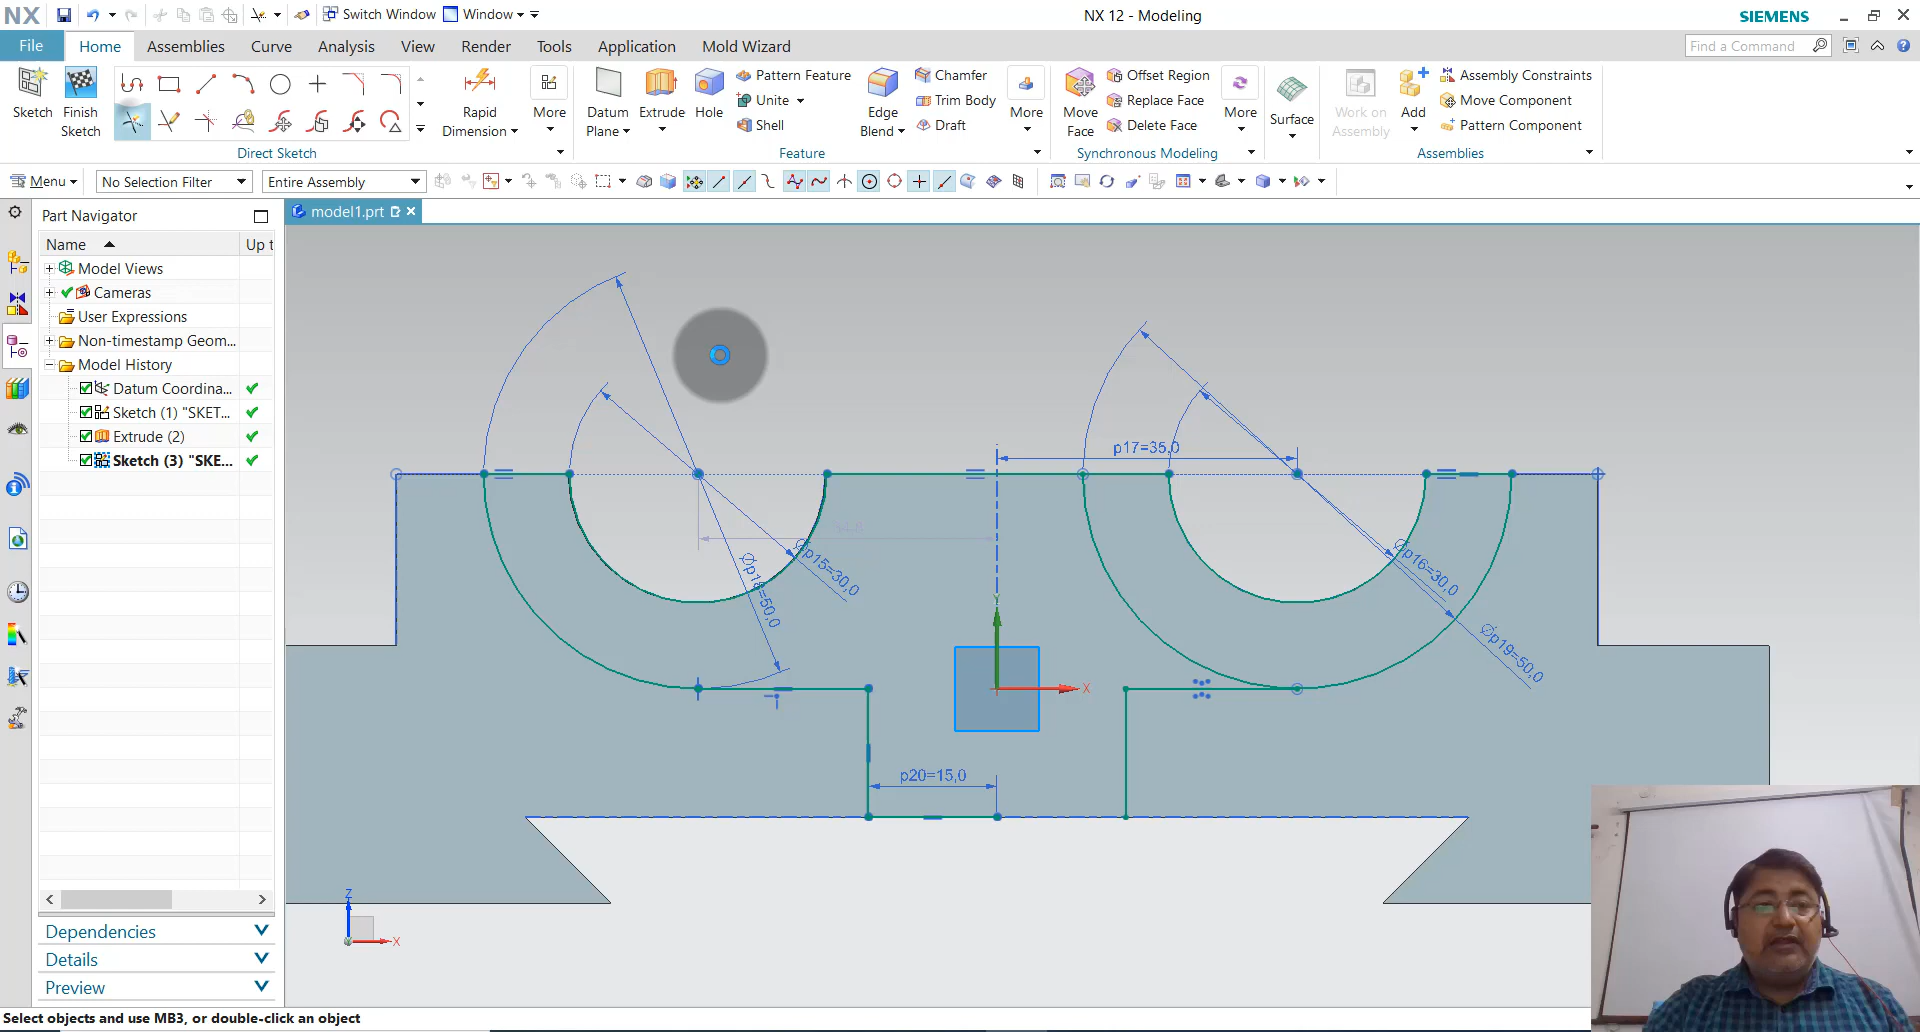 NX
Switch Window
Window
NX 12 - Modeling
SIEMENS
File
Home
Assemblies
Curve
Analysis
View
Render
Tools
Application
Mold Wizard
Find a Command
Sketch
Finish Sketch
Rapid Dimension
More
Datum Plane
Extrude
Hole
Pattern Feature
Unite
Shell
Edge Blend
Chamfer
Trim Body
Draft
More
Move Face
Offset Region
Replace Face
Delete Face
More
Surface
Work on Assembly
Add
Assembly Constraints
Move Component
Pattern Component
Direct Sketch
Feature
Synchronous Modeling
Assemblies
Menu
No Selection Filter
Entire Assembly
Part Navigator
model1.prt
Name
Up t
Model Views
Cameras
User Expressions
Non-timestamp Geom...
Model History
Datum Coordina...
Sketch (1) "SKET...
Extrude (2)
Sketch (3) "SKE...
p17=35,0
Øp15=30,0
Øp18=50,0
Øp16=30,0
Øp19=50,0
Y
X
p20=15,0
Z
X
Dependencies
Details
Preview
Select objects and use MB3, or double-click an object